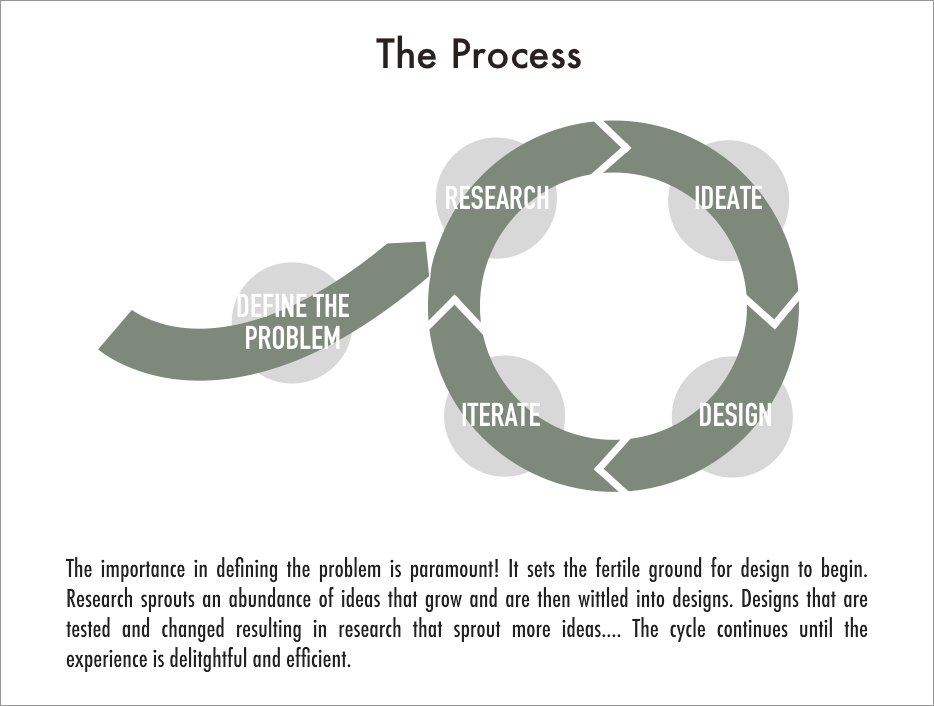 The Process
RESEARCH
IDEATE
DEFINE THE
PROBLEM
ITERATE
DESIGN
The importance in defining the problem is paramount! It sets the fertile ground for design to begin.
Research sprouts an abundance of ideas that grow and are then wittled into designs. Designs that are
tested and changed resulting in research that sprout more ideas.... The cycle continues until the
experience is delitghtful and efficient.